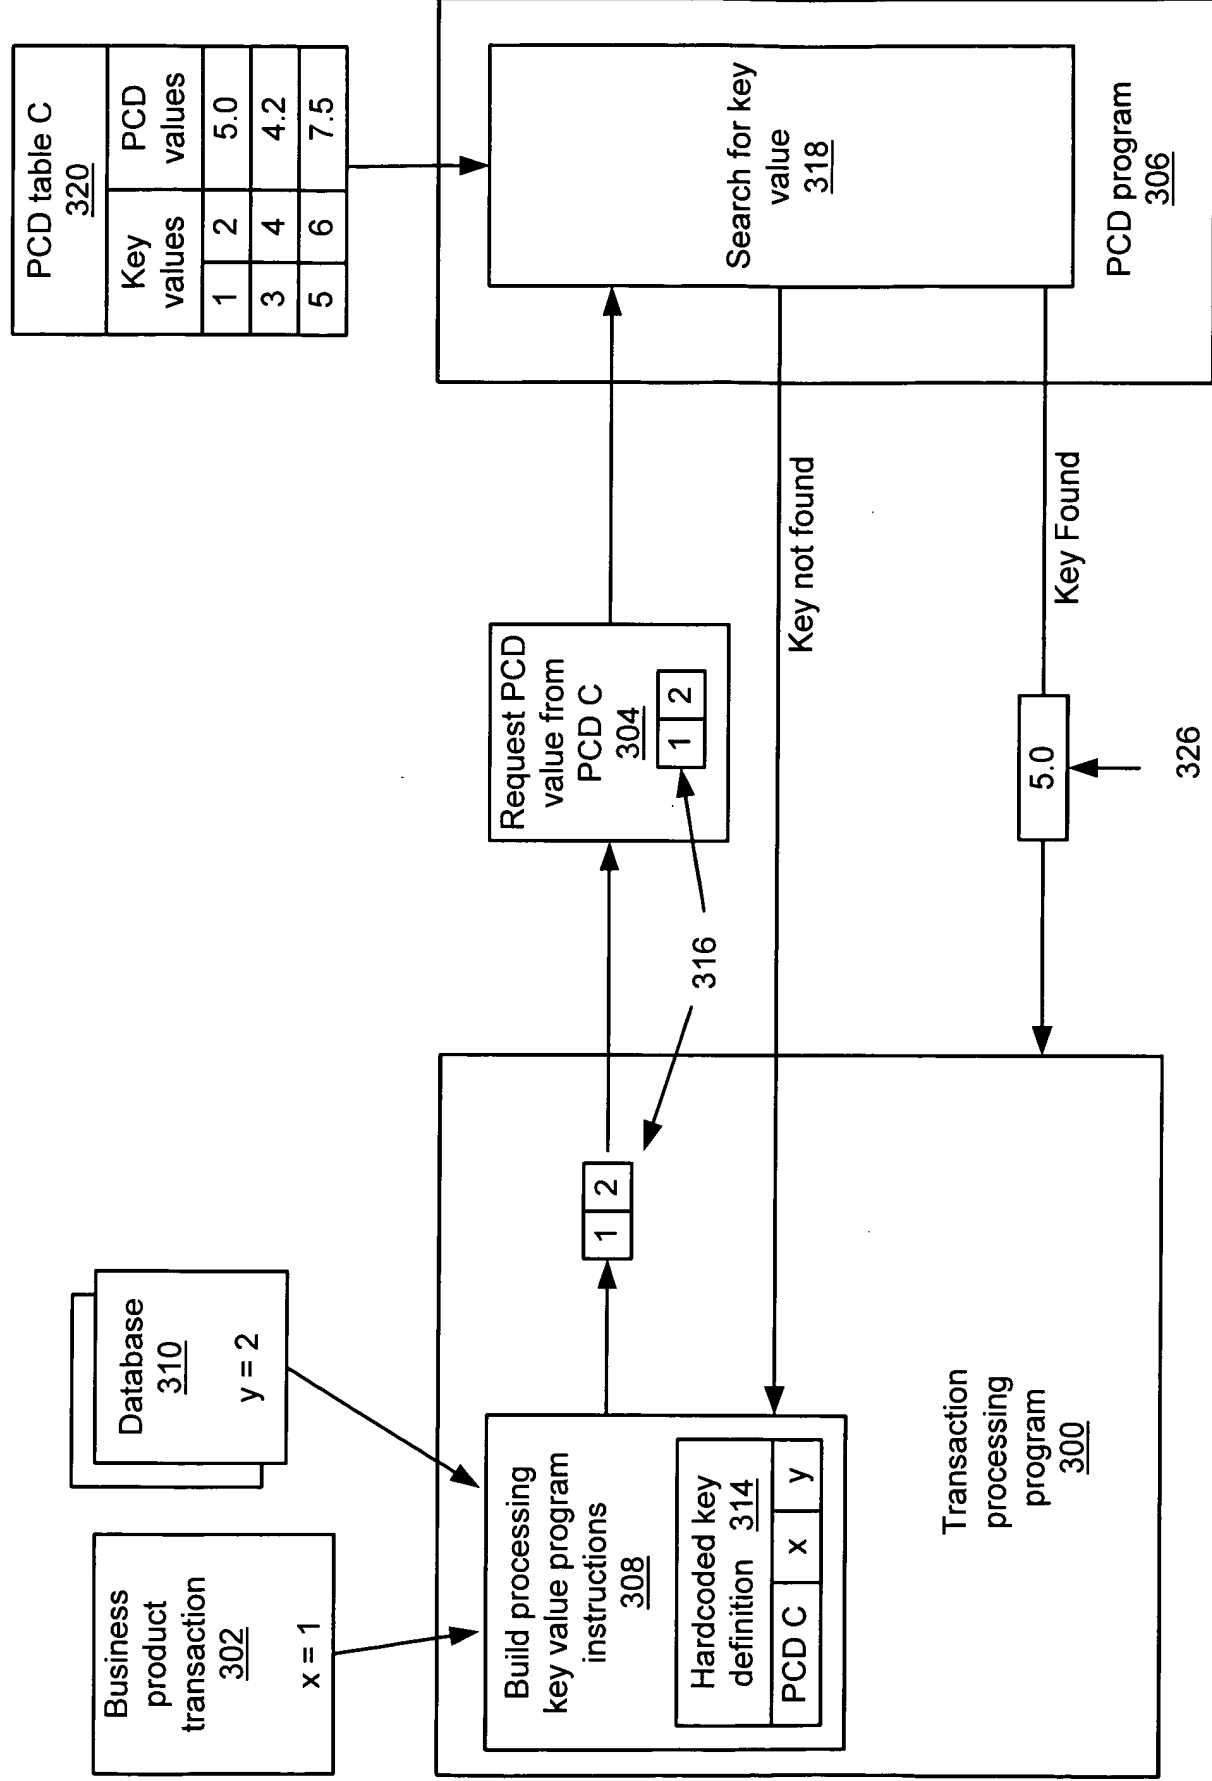 Business
product
transaction
302
x = 1
Database
310
y = 2
PCD table C
320
Key
values
PCD
values
1 2 5.0
3 4 4.2
5 6 7.5
Build processing
key value program
instructions
308
Hardcoded key
definition 314
PCD C x y
1 2
316
Request PCD
value from
PCD C
304
1 2
Search for key
value
318
Key not found
Key Found
5.0
326
Transaction
processing
program
300
PCD program
306